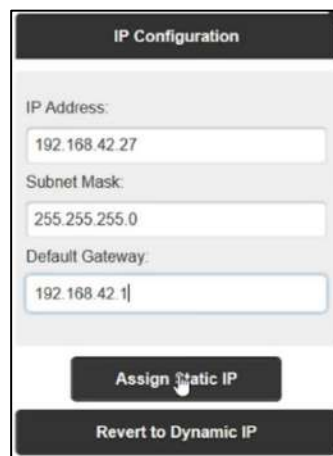 IP Configuration
IP Address:
192.168.42.27
Subnet Mask:
255.255.255.0
Default Gateway:
192.168.42.1
Assign Static IP
Revert to Dynamic IP